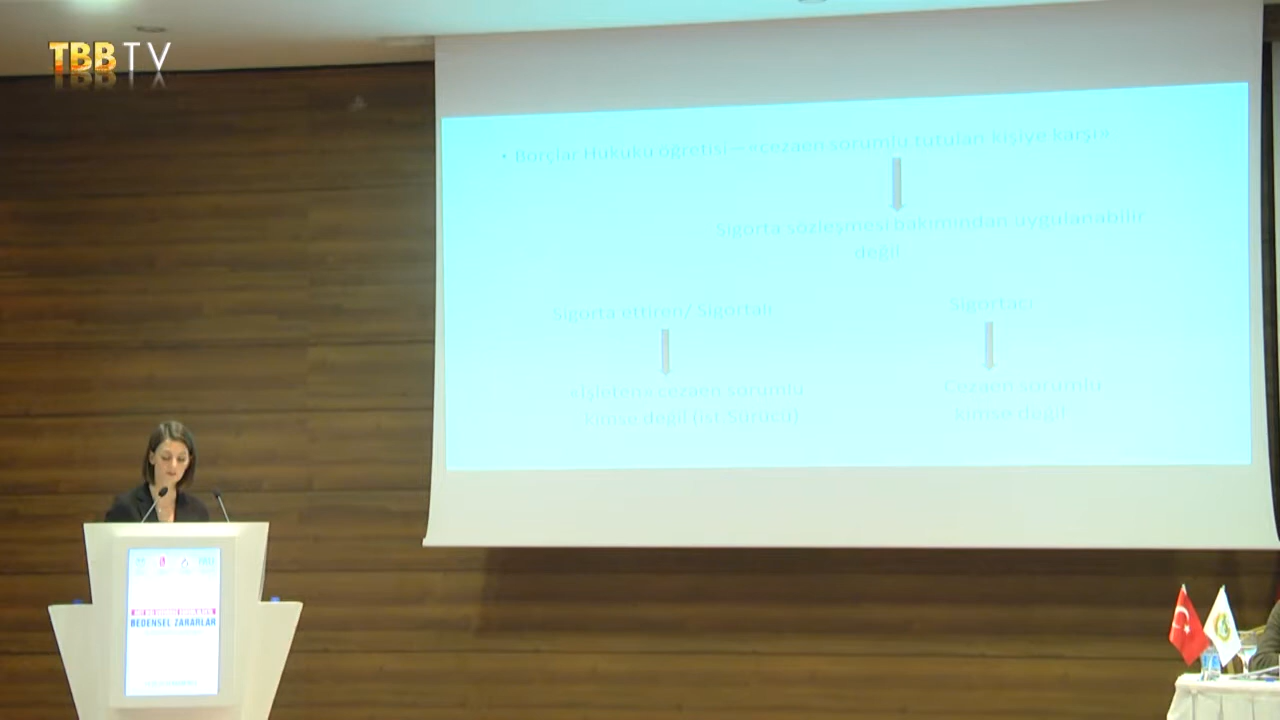 TBB TV
• Borçlar Hukuku öğretisi – «cezaen sorumlu tutulan kişiye karşı»
Sigorta sözleşmesi bakımından uygulanabilir
değil
Sigorta ettiren/ Sigortalı
Sigortacı
«İşleten» cezaen sorumlu
kimse değil (ist. Sürücü)
Cezaen sorumlu
kimse değil
BEDENSEL ZARARLAR